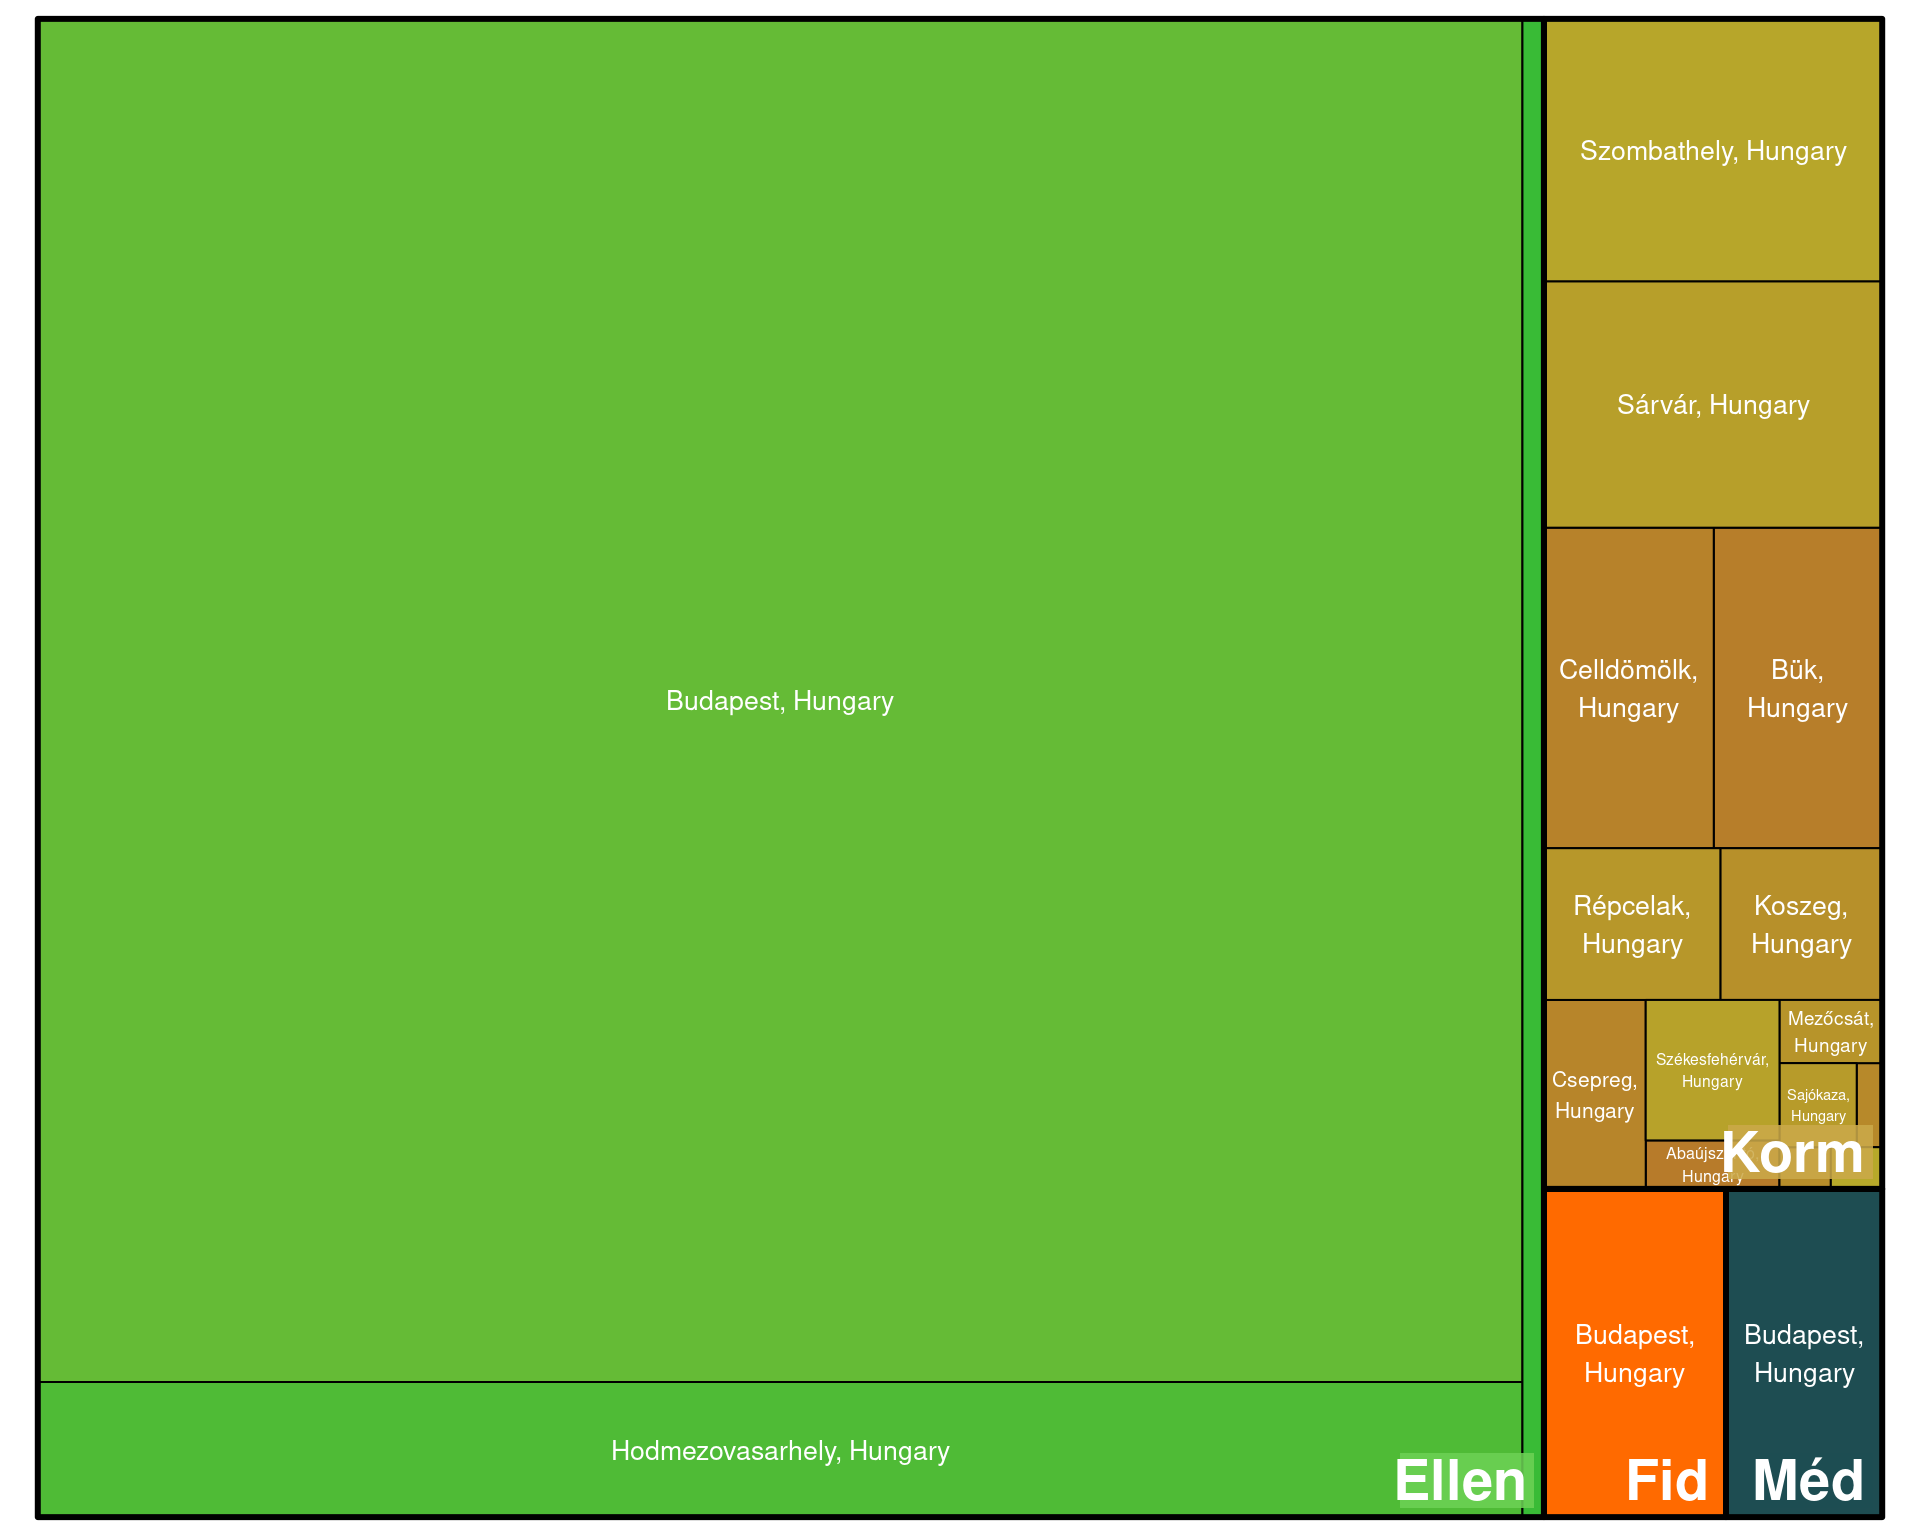 Szombathely, Hungary
Sárvár, Hungary
Budapest, Hungary
Celldömölk,
Hungary
Bük,
Hungary
Répcelak,
Hungary
Koszeg,
Hungary
Csepreg,
Hungary
Székesfehérvár,
Hungary
Mezőcsát,
Hungary
Sajókaza,
Hungary
Hungary
Korm
Budapest,
Hungary
Budapest,
Hungary
Hodmezovasarhely, Hungary
Ellen
Fid
Méd